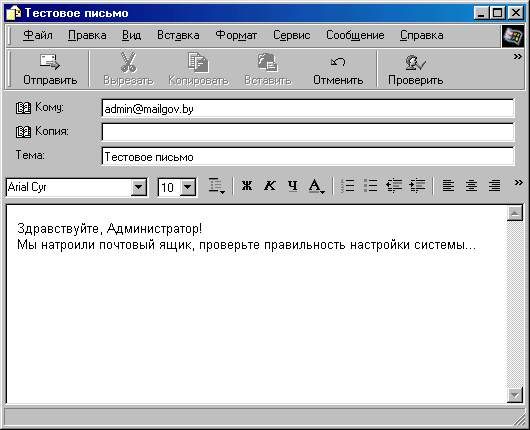 Тестовое письмо
Файл Правка Вид Вставка Формат Сервис Сообщение Справка
Отправить Вырезать Копировать Вставить Отменить Проверить
Кому: admin@mailgov.by
Копия:
Тема: Тестовое письмо
Arial Cyr 10 Ж К Ч А
Здравствуйте, Администратор!
Мы натроили почтовый ящик, проверьте правильность настройки системы...